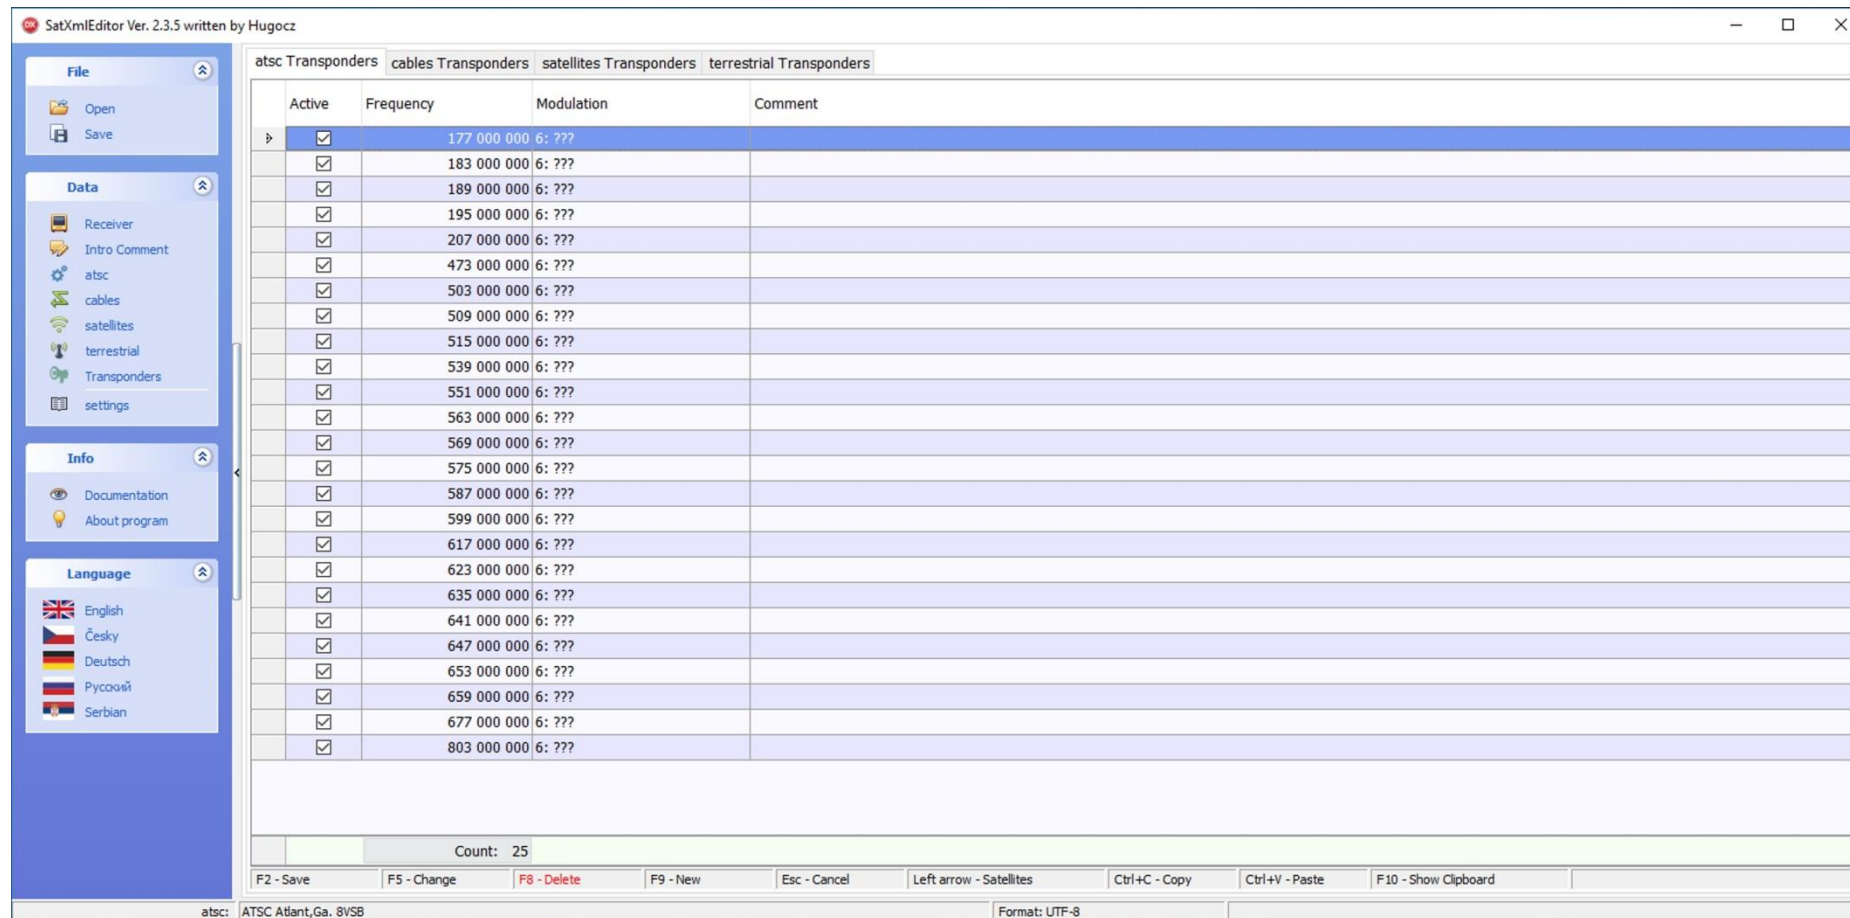 SatXmlEditor Ver. 2.3.5 written by Hugocz
File
Open
Save
Data
Receiver
Intro Comment
atsc
cables
satellites
terrestrial
Transponders
settings
Info
Documentation
About program
Language
English
Česky
Deutsch
Русский
Serbian
atsc Transponders cables Transponders satellites Transponders terrestrial Transponders
Active Frequency Modulation Comment
177 000 000 6: ???
183 000 000 6: ???
189 000 000 6: ???
195 000 000 6: ???
207 000 000 6: ???
473 000 000 6: ???
503 000 000 6: ???
509 000 000 6: ???
515 000 000 6: ???
539 000 000 6: ???
551 000 000 6: ???
563 000 000 6: ???
569 000 000 6: ???
575 000 000 6: ???
587 000 000 6: ???
599 000 000 6: ???
617 000 000 6: ???
623 000 000 6: ???
635 000 000 6: ???
641 000 000 6: ???
647 000 000 6: ???
653 000 000 6: ???
659 000 000 6: ???
677 000 000 6: ???
803 000 000 6: ???
Count: 25
F2 - Save F5 - Change F8 - Delete F9 - New Esc - Cancel Left arrow - Satellites Ctrl+C - Copy Ctrl+V - Paste F10 - Show Clipboard
atsc: ATSC Atlant,Ga. 8VSB Format: UTF-8